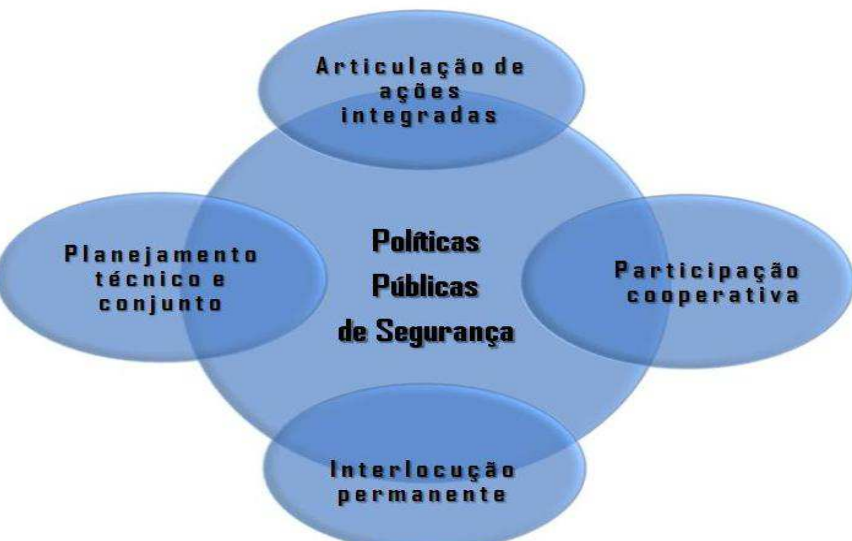 Articulação de
ações
integradas
Planejamento
técnico e
conjunto
Políticas
Públicas
de Segurança
Participação
cooperativa
Interlocução
permanente